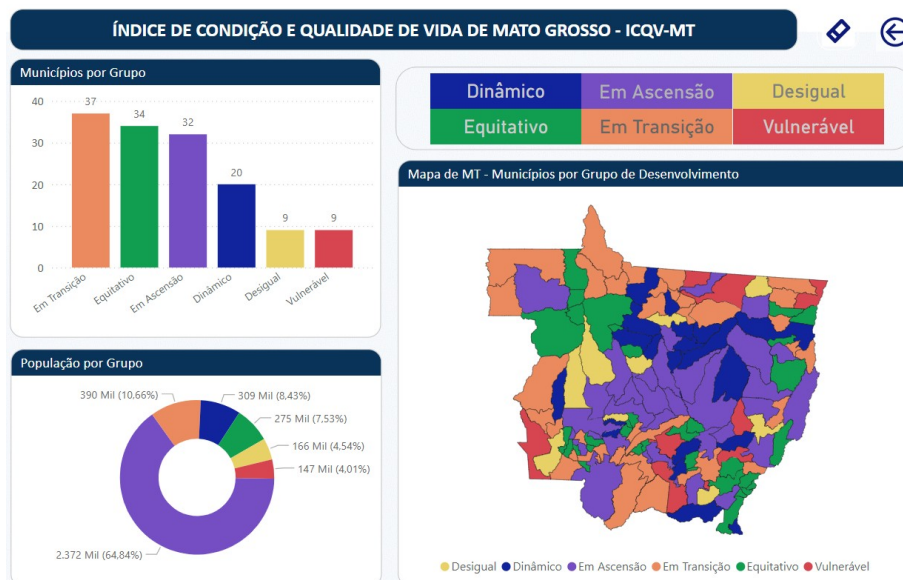 ÍNDICE DE CONDIÇÃO E QUALIDADE DE VIDA DE MATO GROSSO - ICQV-MT
Municípios por Grupo
40
30
20
10
0
37
34
32
20
9
9
Em Transição
Equitativo
Em Ascensão
Dinâmico
Desigual
Vulnerável
Dinâmico
Em Ascensão
Desigual
Equitativo
Em Transição
Vulnerável
Mapa de MT - Municípios por Grupo de Desenvolvimento
Desigual Dinâmico Em Ascensão Em Transição Equitativo Vulnerável
População por Grupo
390 Mil (10.66%)
309 Mil (8.43%)
275 Mil (7.53%)
166 Mil (4.54%)
147 Mil (4.01%)
2.372 Mil (64,84%)